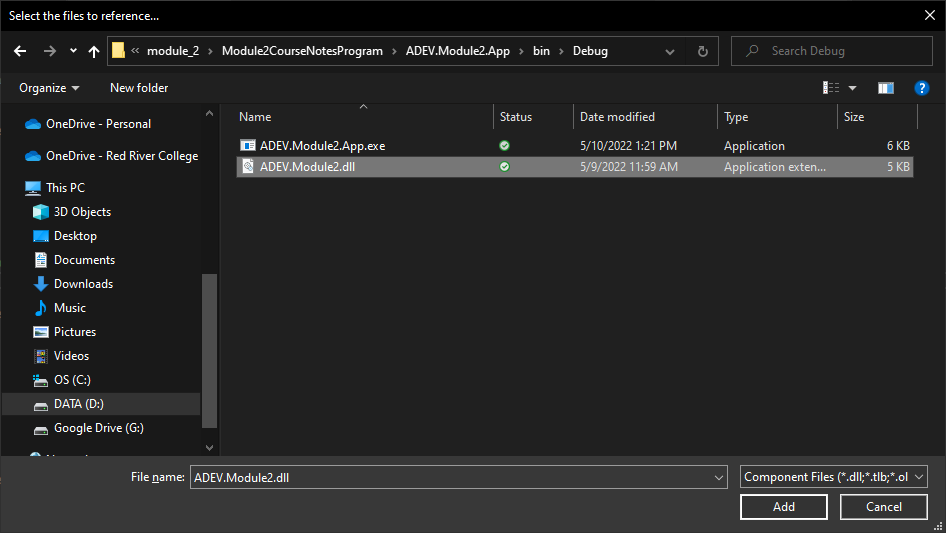 Select the files to reference...
module_2 Module2CourseNotesProgram ADEV.Module2.App bin Debug
Search Debug
Organize New folder
Name Status Date modified Type Size
ADEV.Module2.App.exe 5/10/2022 1:21 PM Application 6 KB
ADEV.Module2.dll 5/9/2022 11:59 AM Application exten... 5 KB
OneDrive - Personal
OneDrive - Red River College
This PC
3D Objects
Desktop
Documents
Downloads
Music
Pictures
Videos
OS (C:)
DATA (D:)
Google Drive (G:)
File name: ADEV.Module2.dll
Component Files (*.dll;*.tlb;*.ol
Add Cancel